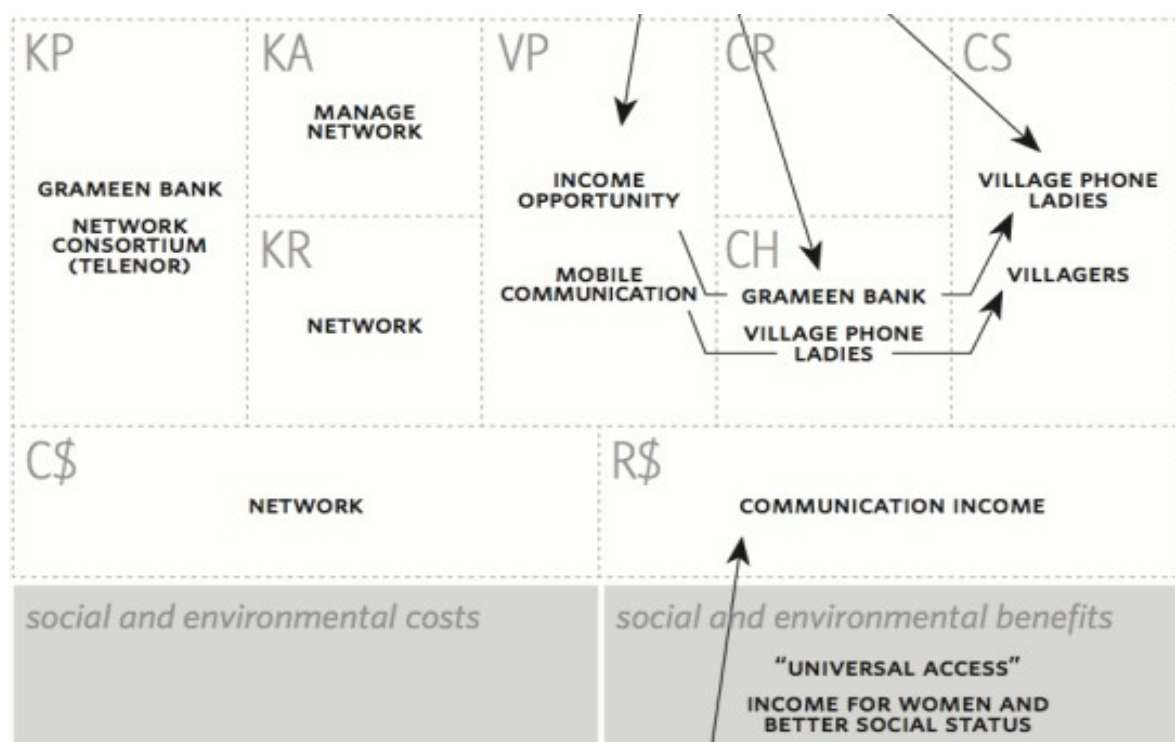 KP
GRAMEEN BANK
NETWORK
CONSORTIUM
(TELENOR)
KA
MANAGE
NETWORK
KR
NETWORK
VP
INCOME
OPPORTUNITY
MOBILE
COMMUNICATION
CR
CH
GRAMEEN BANK
VILLAGE PHONE
LADIES
CS
VILLAGE PHONE
LADIES
VILLAGERS
C$
NETWORK
R$
COMMUNICATION INCOME
social and environmental costs
social and environmental benefits
“UNIVERSAL ACCESS”
INCOME FOR WOMEN AND
BETTER SOCIAL STATUS